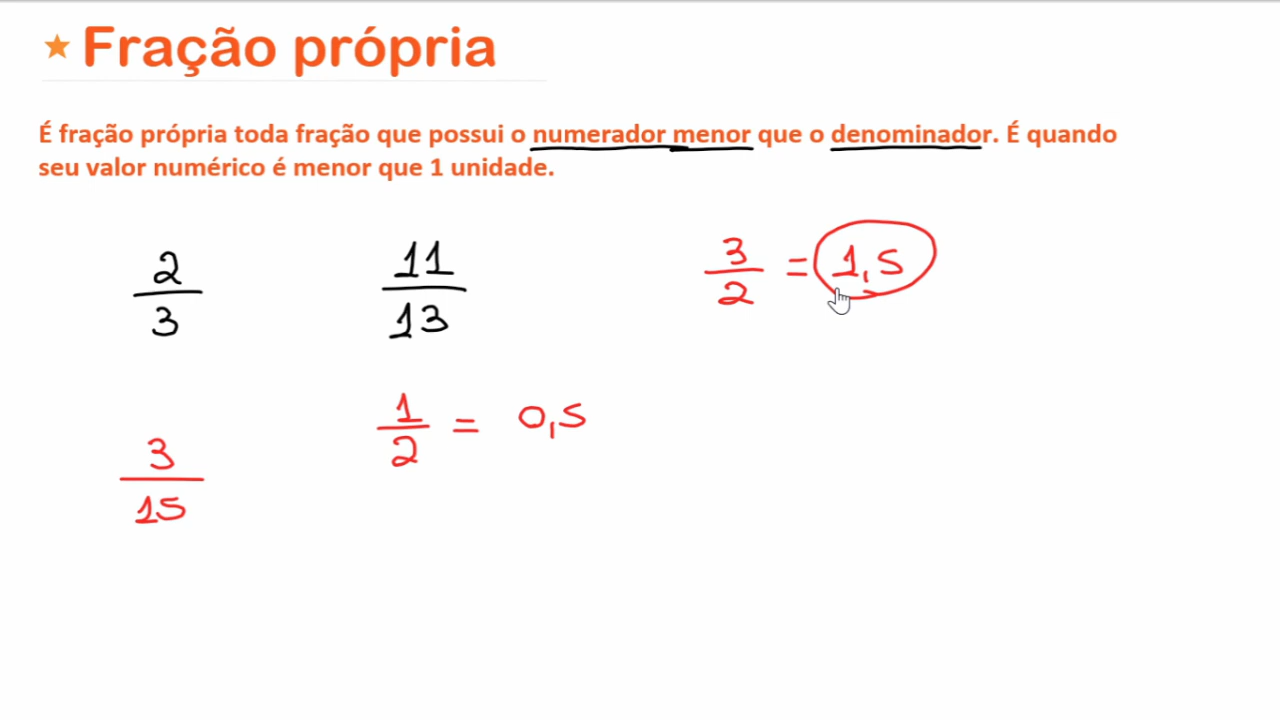 Fração própria
É fração própria toda fração que possui o numerador menor que o denominador. É quando
seu valor numérico é menor que 1 unidade.
2/3
11/13
3/2 = 1,5
1/2 = 0,5
3/15